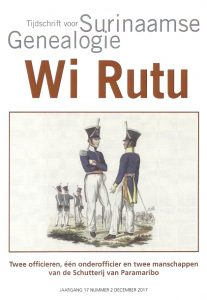 Tijdschrift voor Surinaamse
Genealogie
Wi Rutu
Twee officieren, één onderofficier en twee manschappen
van de Schutterij van Paramaribo
JAARGANG 17 NUMMER 2 DECEMBER 2017